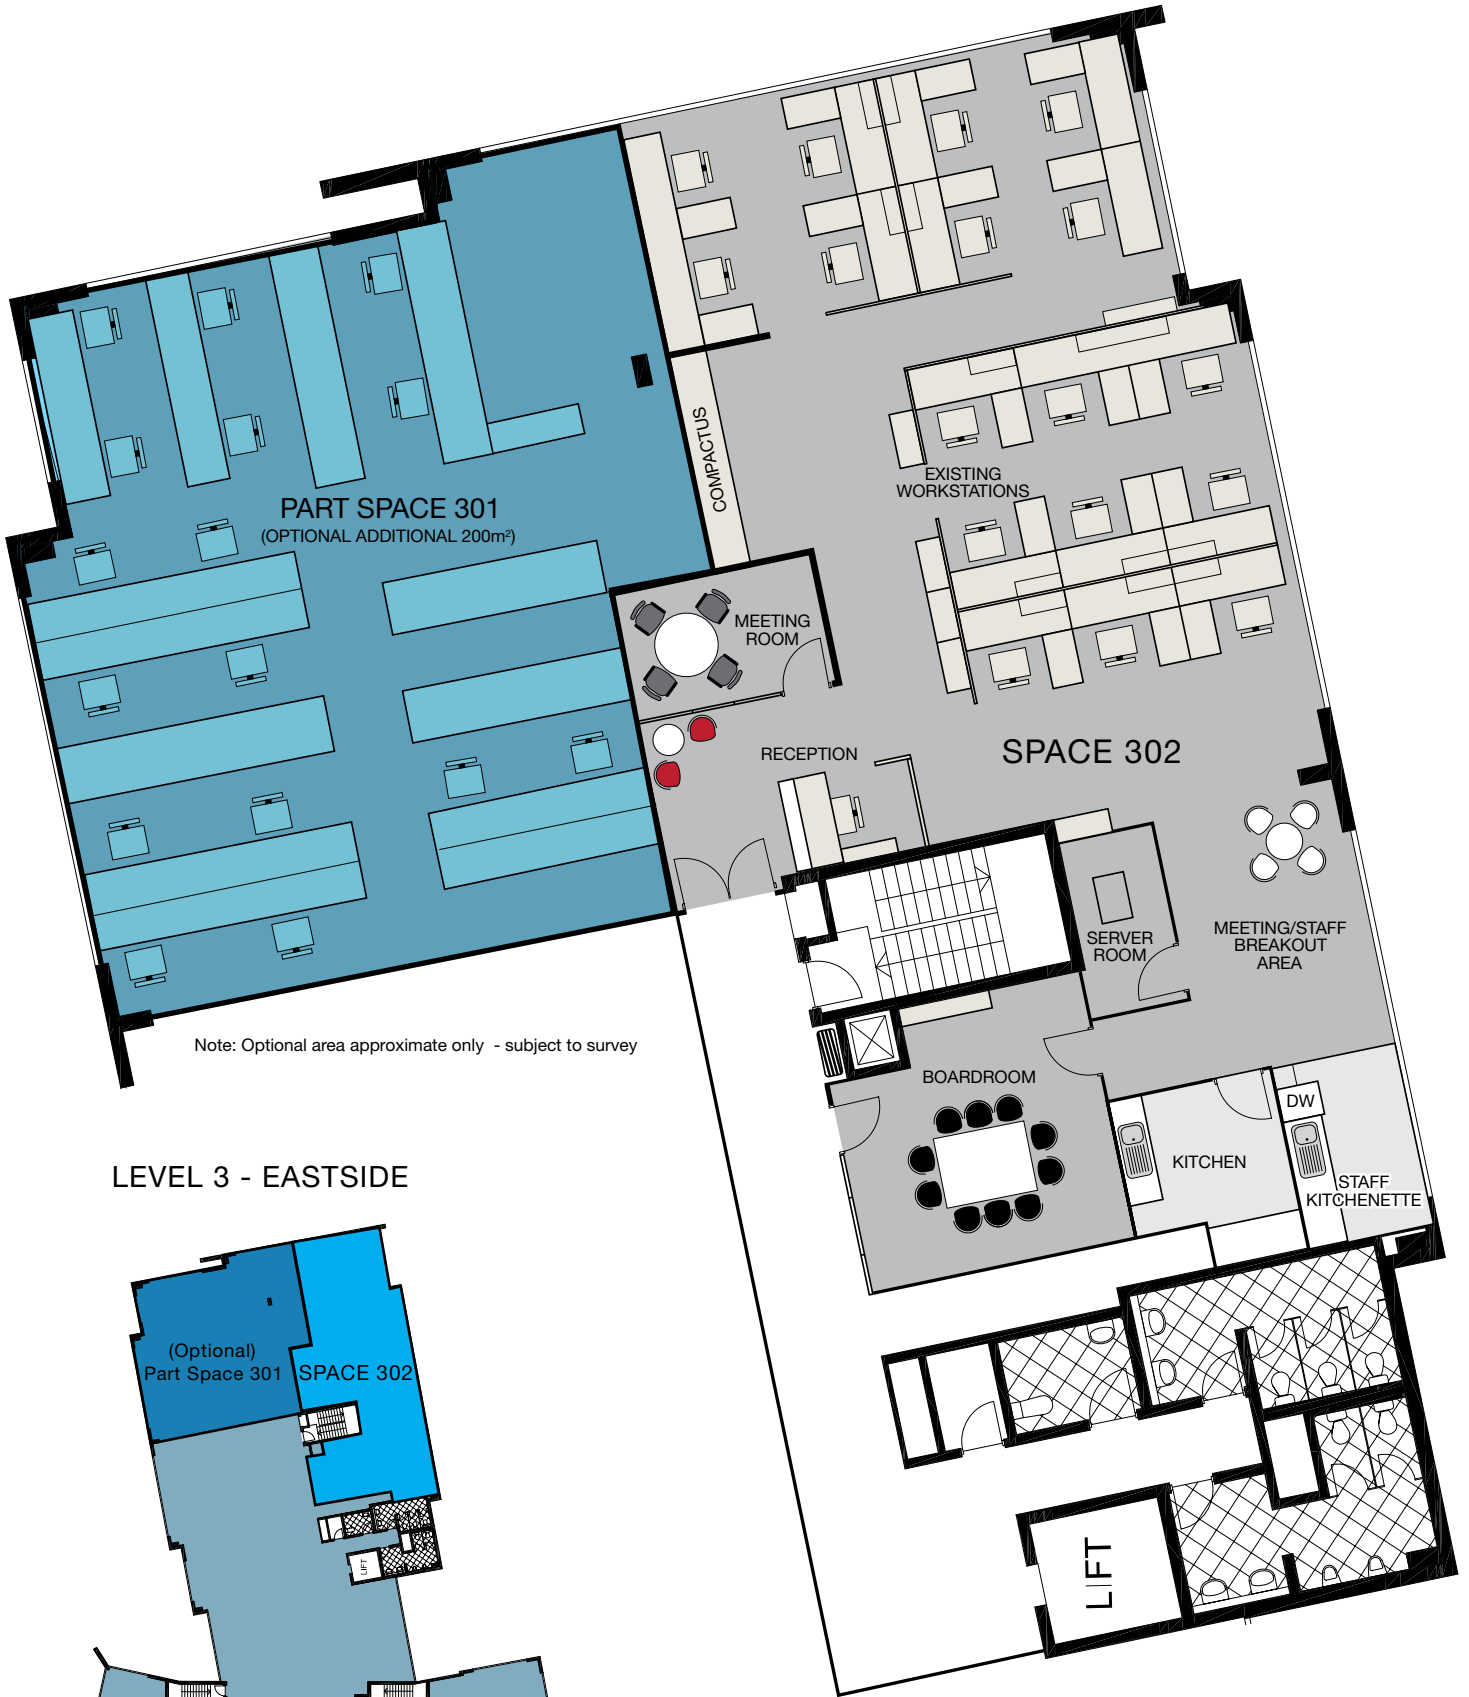 COMPACTUS
EXISTING
WORKSTATIONS
PART SPACE 301
(OPTIONAL ADDITIONAL 200m²)
MEETING
ROOM
RECEPTION
SPACE 302
SERVER
ROOM
MEETING/STAFF
BREAKOUT
AREA
Note: Optional area approximate only - subject to survey
BOARDROOM
DW
KITCHEN
STAFF
KITCHENETTE
LEVEL 3 - EASTSIDE
(Optional)
Part Space 301
SPACE 302
LIFT
LIFT